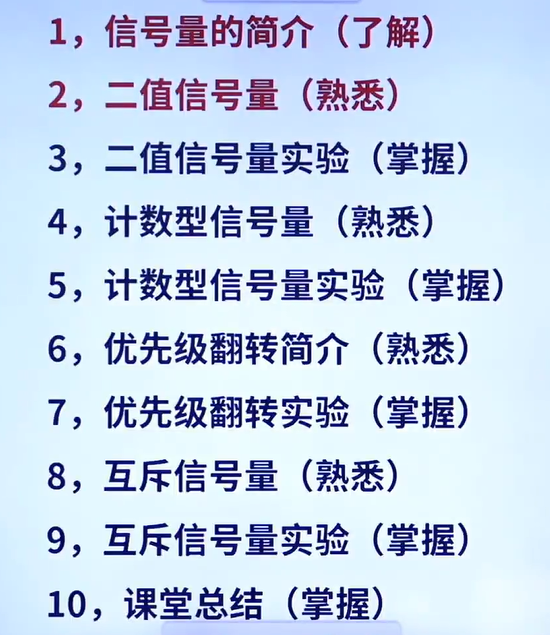 1，信号量的简介（了解）
2，二值信号量（熟悉）
3，二值信号量实验（掌握）
4，计数型信号量（熟悉）
5，计数型信号量实验（掌握）
6，优先级翻转简介（熟悉）
7，优先级翻转实验（掌握）
8，互斥信号量（熟悉）
9，互斥信号量实验（掌握）
10，课堂总结（掌握）